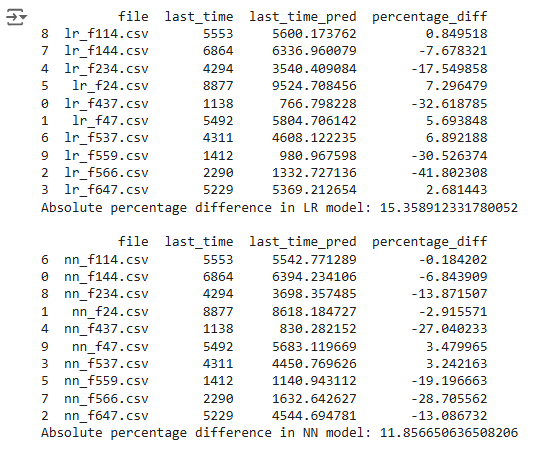 file last_time last_time_pred percentage_diff
8 lr_f114.csv 5553 5600.173762 0.849518
7 lr_f144.csv 6864 6336.960079 -7.678321
4 lr_f234.csv 4294 3540.409084 -17.549858
5 lr_f24.csv 8877 9524.708456 7.296479
0 lr_f437.csv 1138 766.798228 -32.618785
1 lr_f47.csv 5492 5804.706142 5.693848
6 lr_f537.csv 4311 4608.122235 6.892188
9 lr_f559.csv 1412 980.967598 -30.526374
2 lr_f566.csv 2290 1332.727136 -41.802308
3 lr_f647.csv 5229 5369.212654 2.681443
Absolute percentage difference in LR model: 15.358912331780052
file last_time last_time_pred percentage_diff
6 nn_f114.csv 5553 5542.771289 -0.184202
0 nn_f144.csv 6864 6394.234106 -6.843909
8 nn_f234.csv 4294 3698.357485 -13.871507
1 nn_f24.csv 8877 8618.184727 -2.915571
4 nn_f437.csv 1138 830.282152 -27.040233
9 nn_f47.csv 5492 5683.119669 3.479965
3 nn_f537.csv 4311 4450.769626 3.242163
5 nn_f559.csv 1412 1140.943112 -19.196663
7 nn_f566.csv 2290 1632.642627 -28.705562
2 nn_f647.csv 5229 4544.694781 -13.086732
Absolute percentage difference in NN model: 11.856650636508206